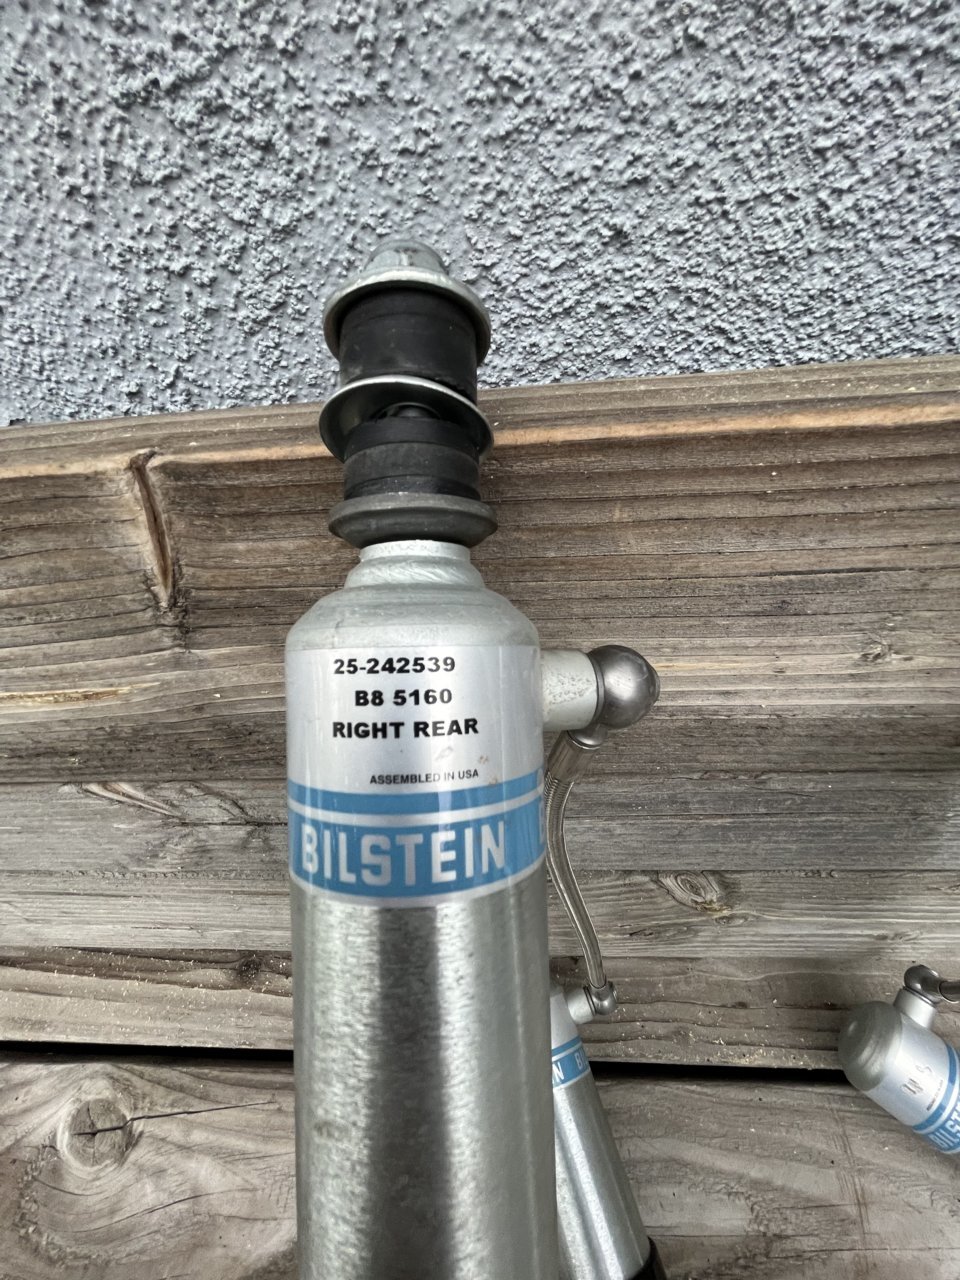 25-242539
B8 5160
RIGHT REAR
ASSEMBLED IN USA
BILSTEIN